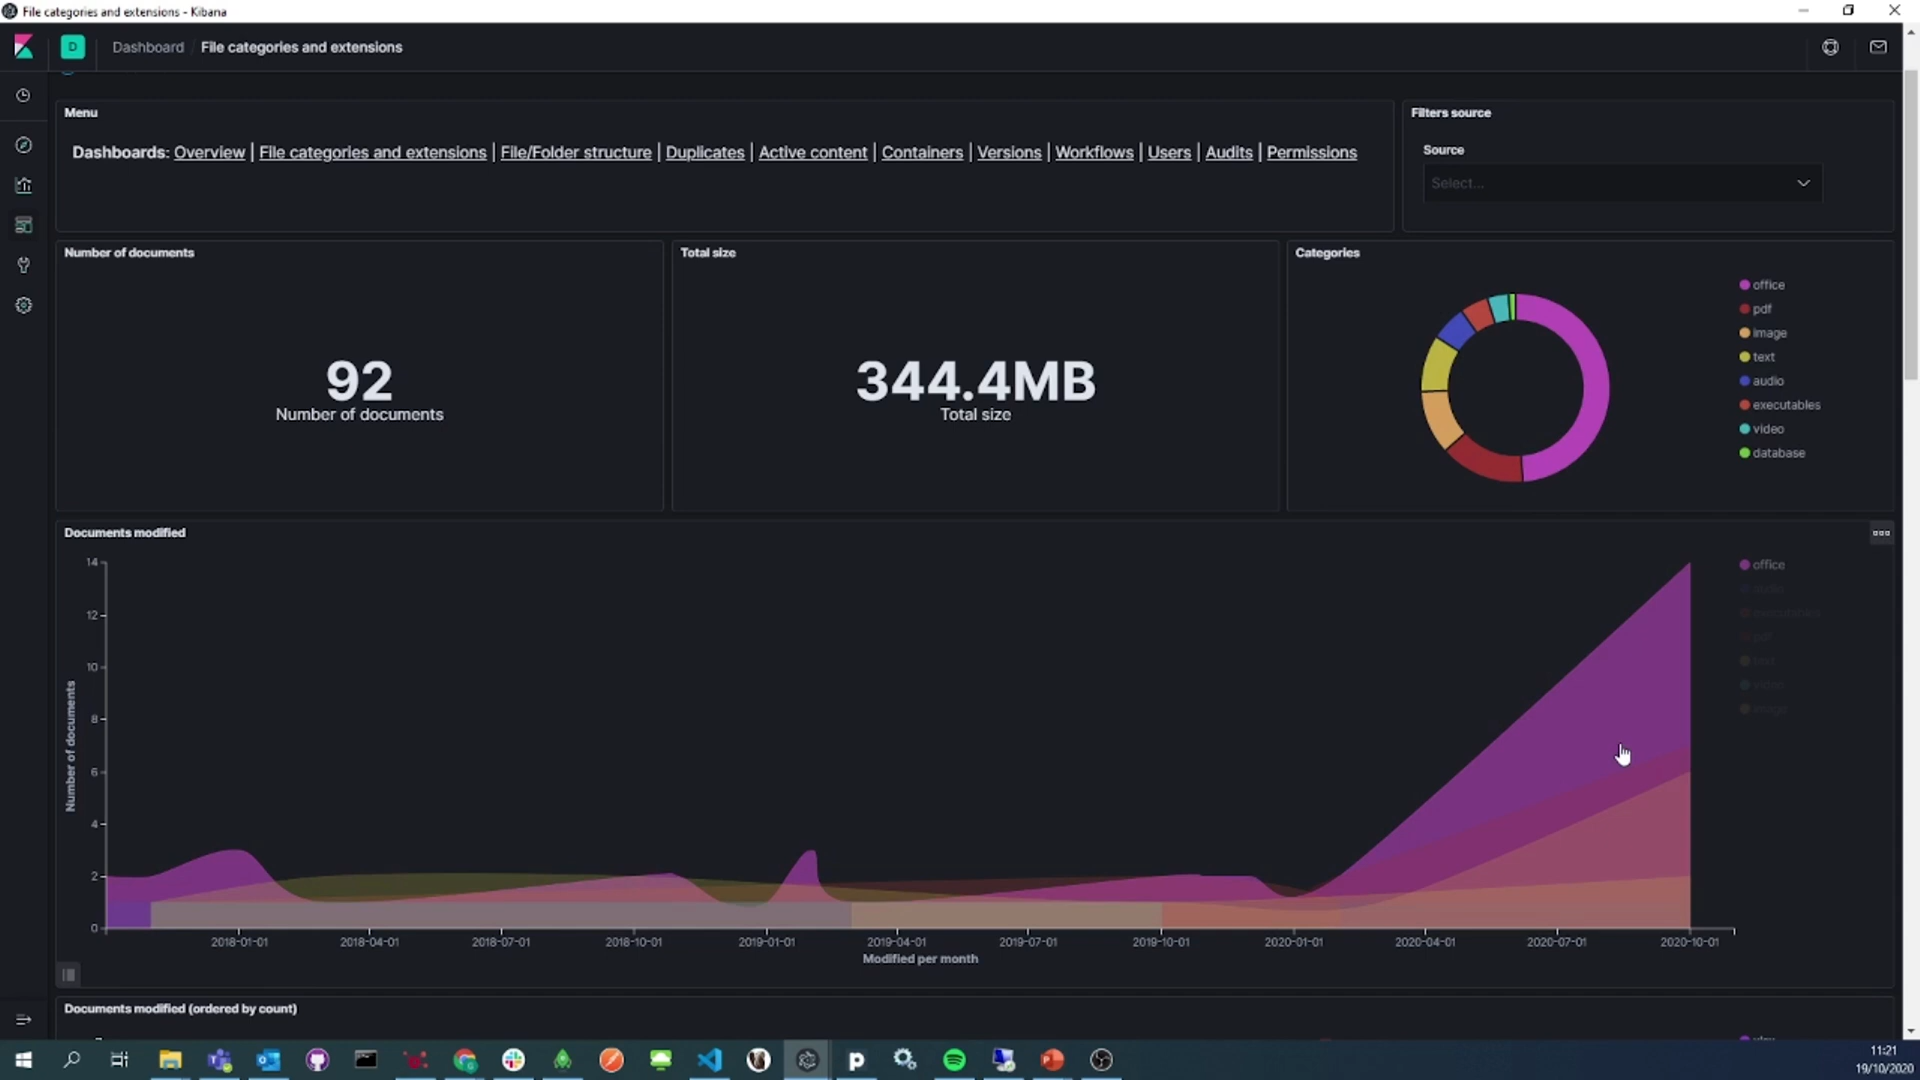 File categories and extensions - Kibana
D Dashboard File categories and extensions
Menu
Dashboards: Overview | File categories and extensions | File/Folder structure | Duplicates | Active content | Containers | Versions | Workflows | Users | Audits | Permissions
Filters source
Source
Select...
Number of documents
92
Number of documents
Total size
344.4MB
Total size
Categories
office
pdf
image
text
audio
executables
video
database
Documents modified
14
12
10
8
6
4
2
0
Number of documents
2018-01-01 2018-04-01 2018-07-01 2018-10-01 2019-01-01 2019-04-01 2019-07-01 2019-10-01 2020-01-01 2020-04-01 2020-07-01 2020-10-01
Modified per month
office
audio
executables
pdf
text
video
image
Documents modified (ordered by count)
11:21
19/10/2020